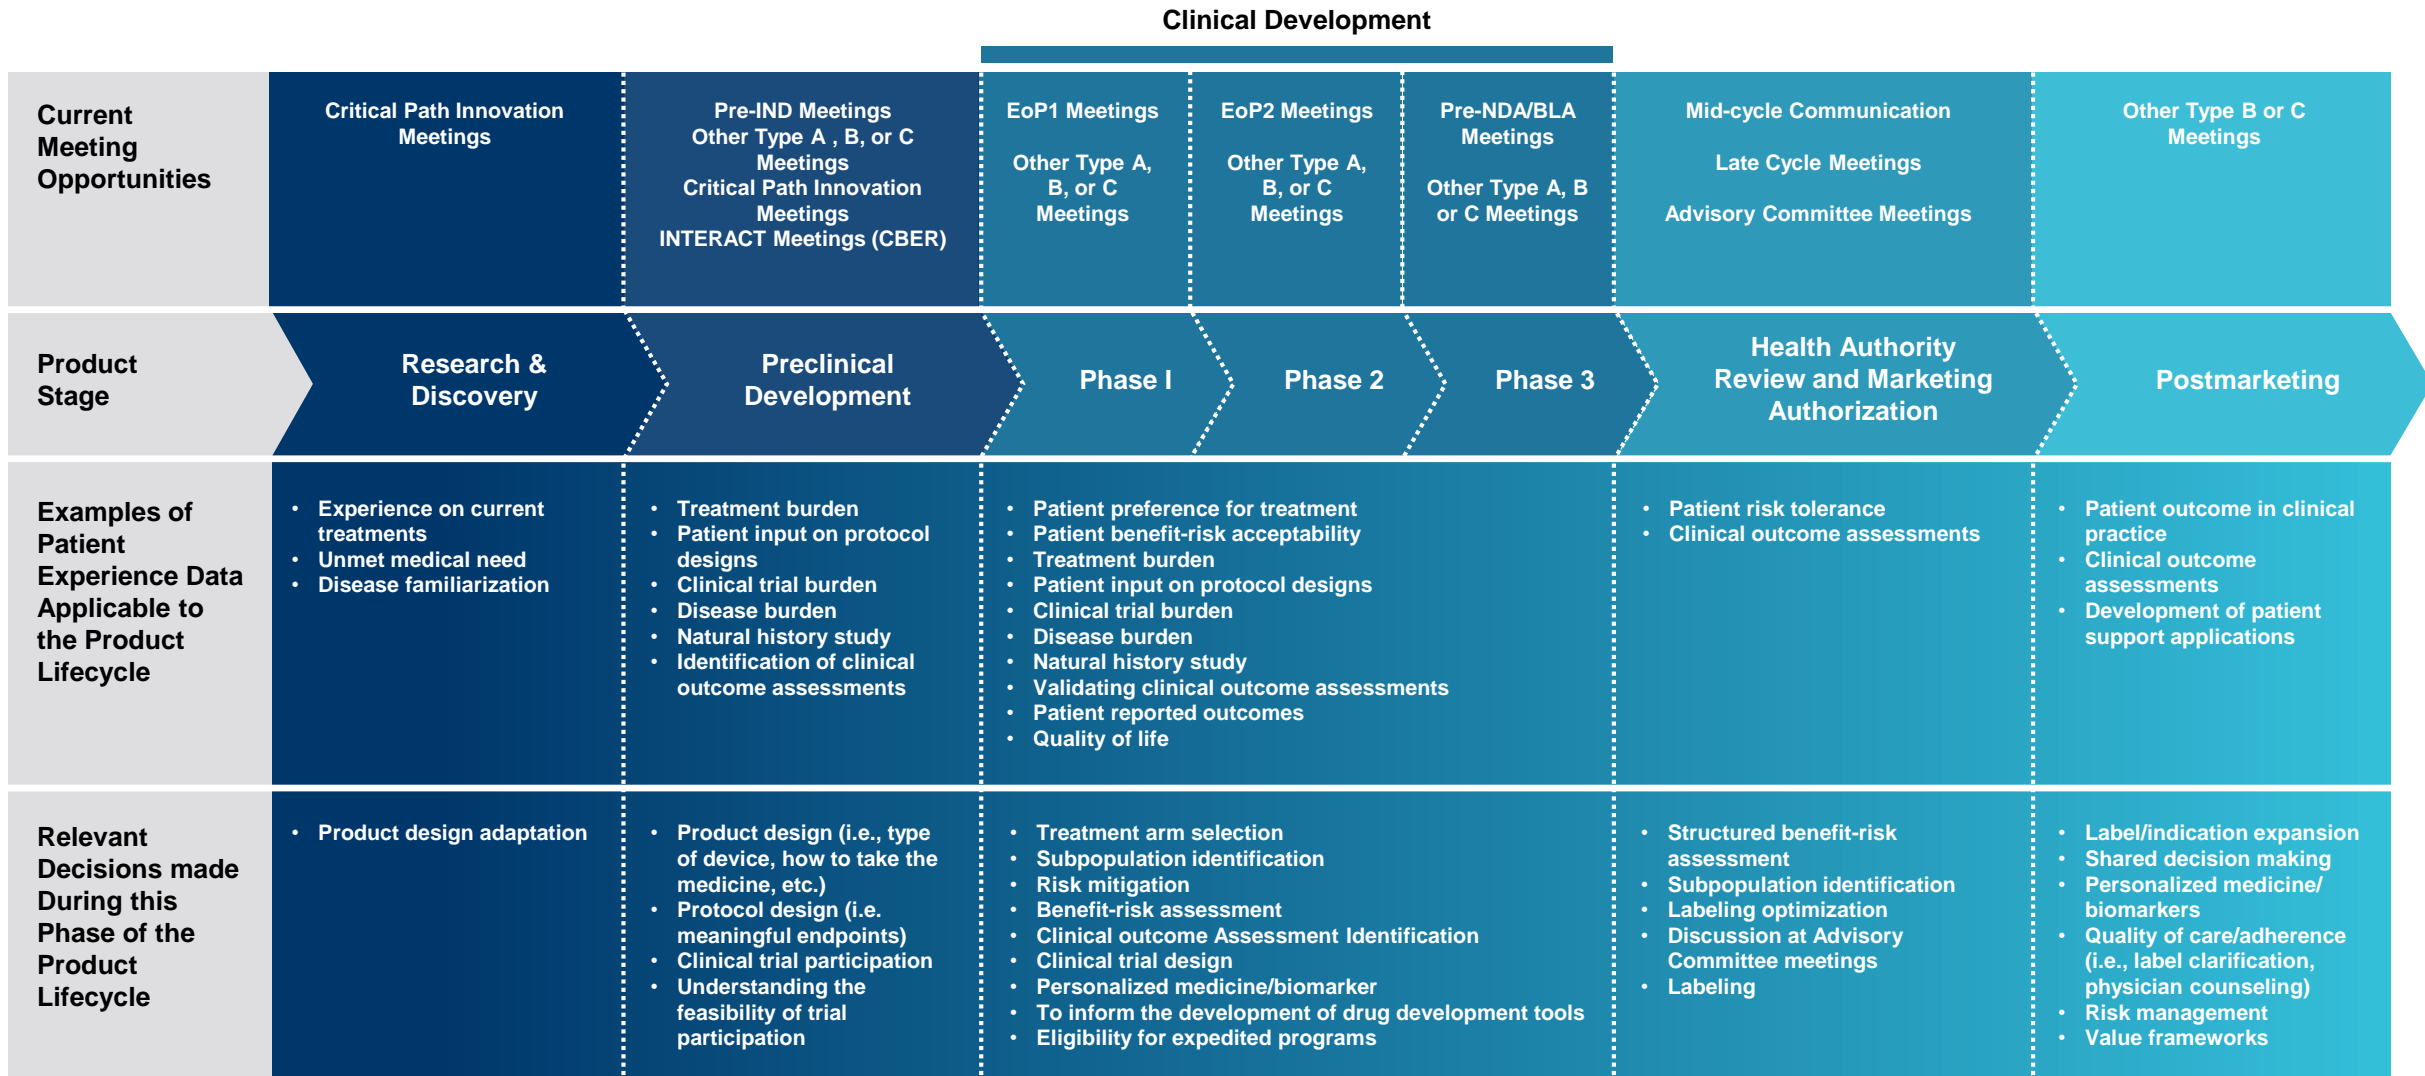 Clinical Development
Current
Meeting
Opportunities
Critical Path Innovation
Meetings
Pre-IND Meetings
Other Type A , B, or C
Meetings
Critical Path Innovation
Meetings
INTERACT Meetings (CBER)
EoP1 Meetings
Other Type A,
B, or C
Meetings
EoP2 Meetings
Other Type A,
B, or C
Meetings
Pre-NDA/BLA
Meetings
Other Type A, B
or C Meetings
Mid-cycle Communication
Late Cycle Meetings
Advisory Committee Meetings
Other Type B or C
Meetings
Product
Stage
Research &
Discovery
Preclinical
Development
Phase I
Phase 2
Phase 3
Health Authority
Review and Marketing
Authorization
Postmarketing
Examples of
Patient
Experience Data
Applicable to
the Product
Lifecycle
• Experience on current
treatments
• Unmet medical need
• Disease familiarization
• Treatment burden
• Patient input on protocol
designs
• Clinical trial burden
• Disease burden
• Natural history study
• Identification of clinical
outcome assessments
• Patient preference for treatment
• Patient benefit-risk acceptability
• Treatment burden
• Patient input on protocol designs
• Clinical trial burden
• Disease burden
• Natural history study
• Validating clinical outcome assessments
• Patient reported outcomes
• Quality of life
• Patient risk tolerance
• Clinical outcome assessments
• Patient outcome in clinical
practice
• Clinical outcome
assessments
• Development of patient
support applications
Relevant
Decisions made
During this
Phase of the
Product
Lifecycle
• Product design adaptation
• Product design (i.e., type
of device, how to take the
medicine, etc.)
• Protocol design (i.e.
meaningful endpoints)
• Clinical trial participation
• Understanding the
feasibility of trial
participation
• Treatment arm selection
• Subpopulation identification
• Risk mitigation
• Benefit-risk assessment
• Clinical outcome Assessment Identification
• Clinical trial design
• Personalized medicine/biomarker
• To inform the development of drug development tools
• Eligibility for expedited programs
• Structured benefit-risk
assessment
• Subpopulation identification
• Labeling optimization
• Discussion at Advisory
Committee meetings
• Labeling
• Label/indication expansion
• Shared decision making
• Personalized medicine/
biomarkers
• Quality of care/adherence
(i.e., label clarification,
physician counseling)
• Risk management
• Value frameworks